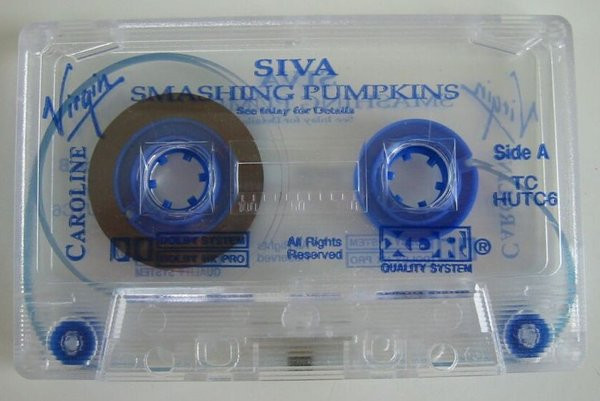 SIVA
SMASHING PUMPKINS
See inlay for Details
Virgin
CAROLINE
Side A
TC
HUTC6
DOLBY SYSTEM
DOLBY HX PRO
All Rights
Reserved
XDR®
QUALITY SYSTEM